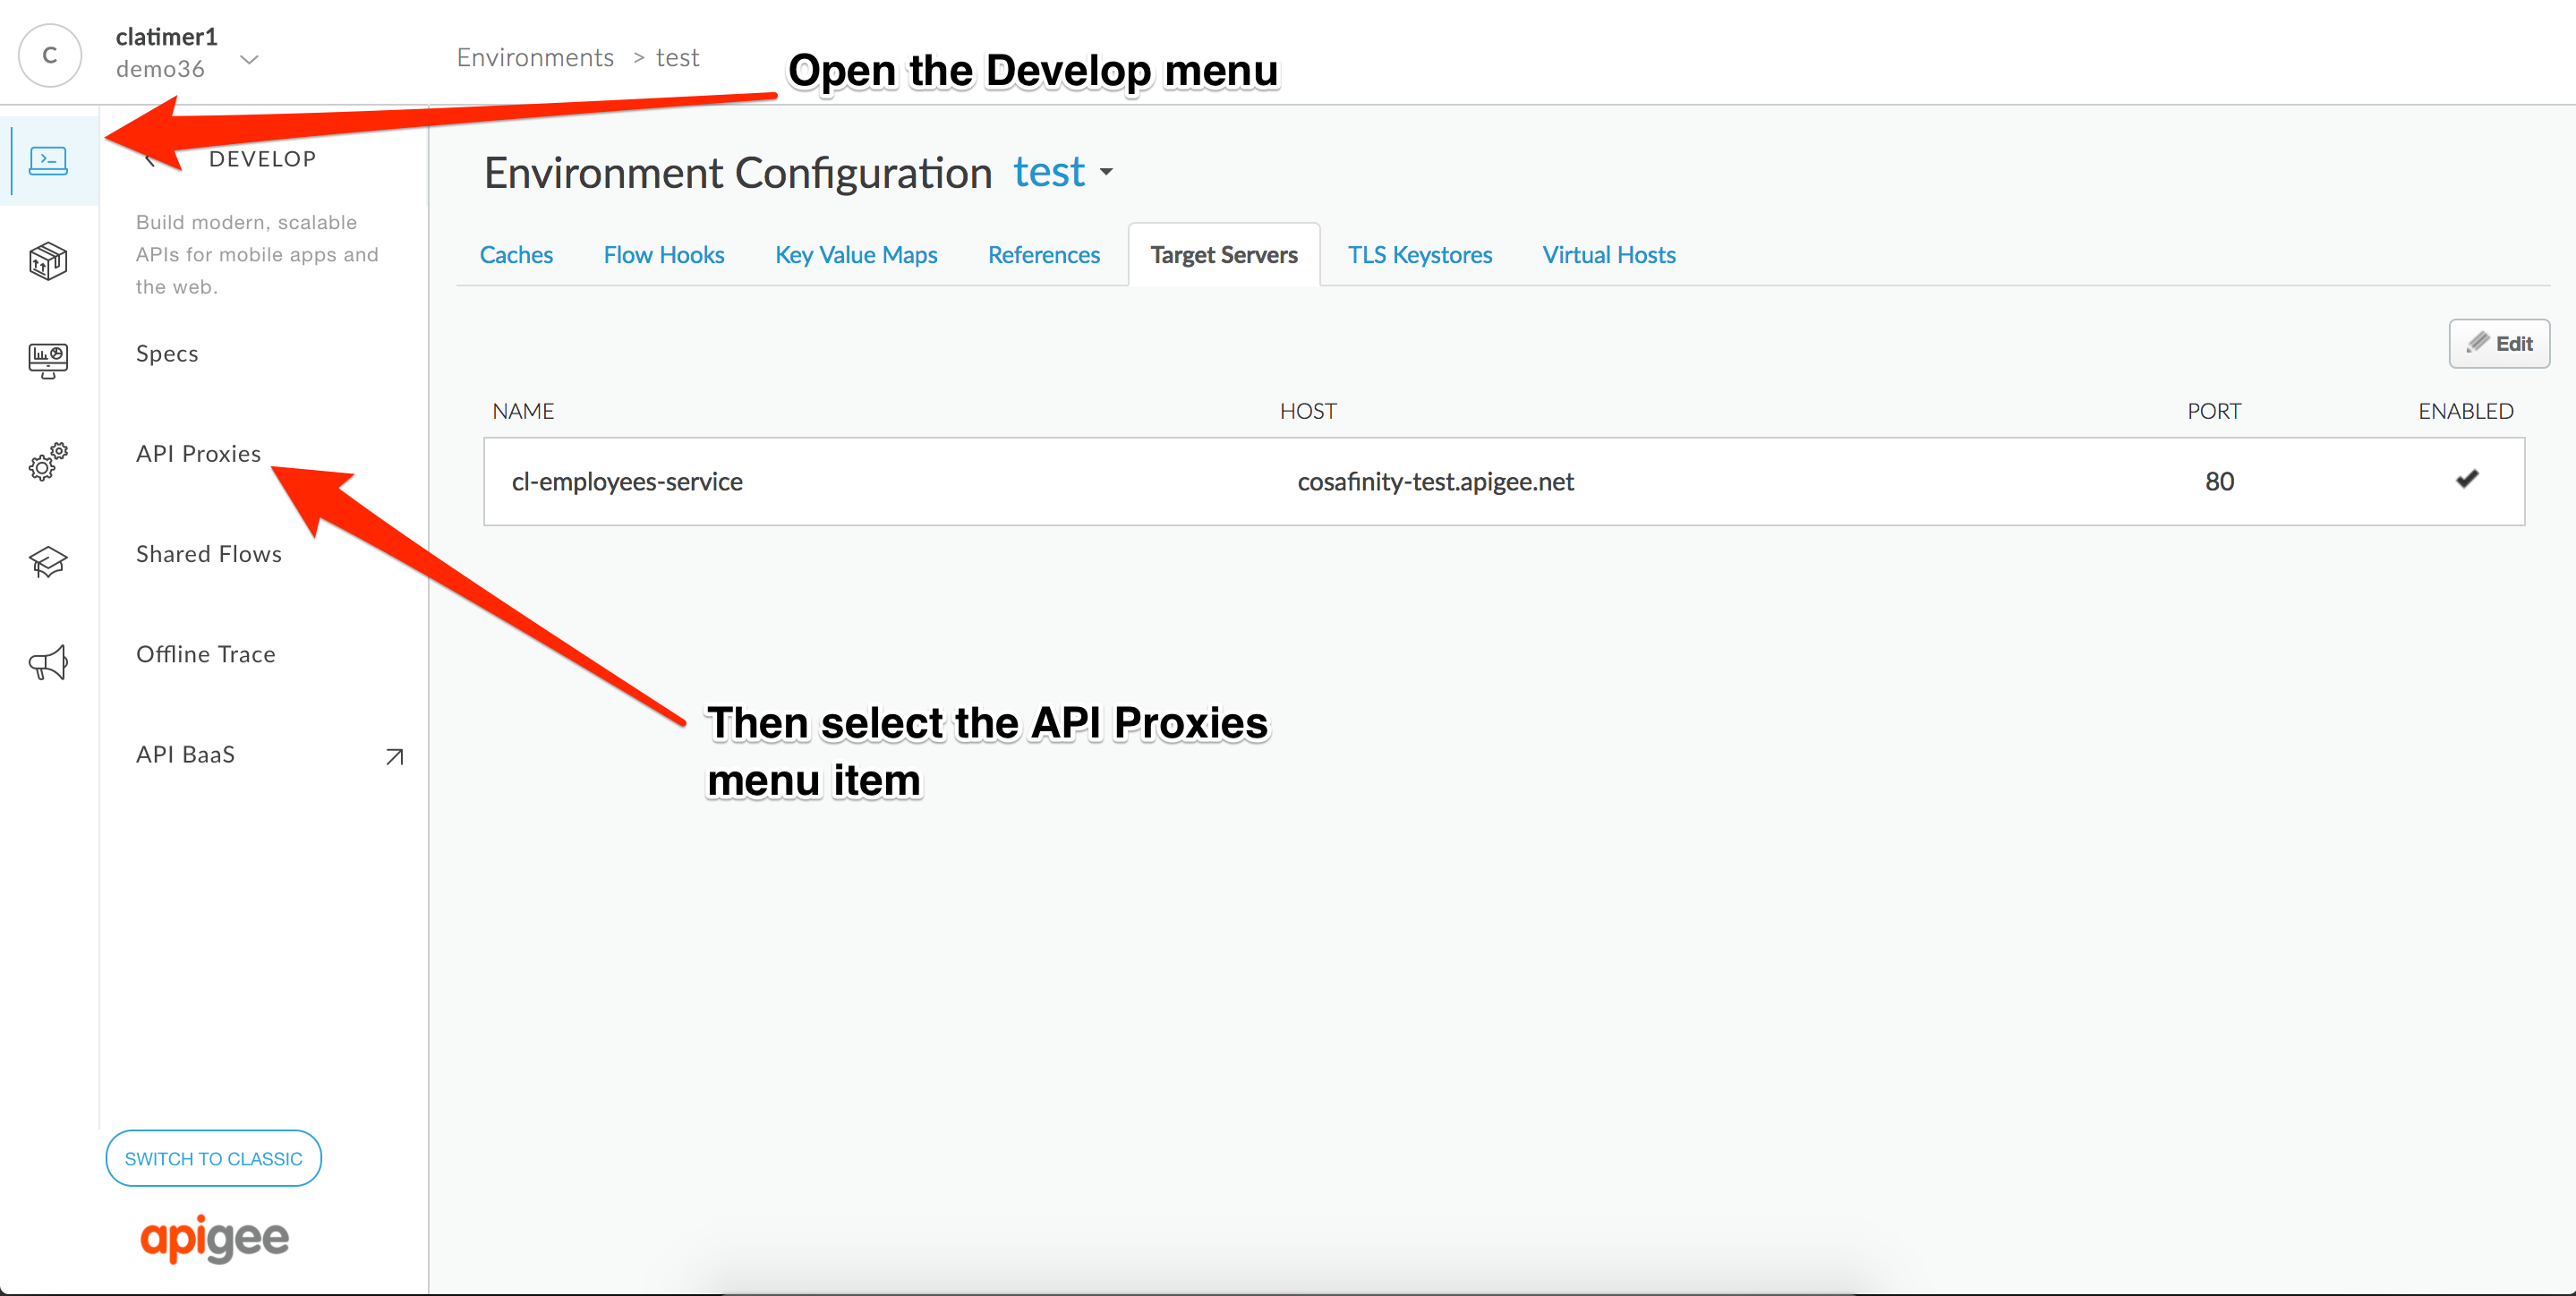 C
clatimer1
demo36
Environments > test
Open the Develop menu
DEVELOP
Build modern, scalable
APIs for mobile apps and
the web.
Specs
API Proxies
Shared Flows
Offline Trace
API BaaS
SWITCH TO CLASSIC
apigee
Environment Configuration test
Caches Flow Hooks Key Value Maps References Target Servers TLS Keystores Virtual Hosts
Edit
NAME HOST PORT ENABLED
cl-employees-service cosafinity-test.apigee.net 80
Then select the API Proxies
menu item